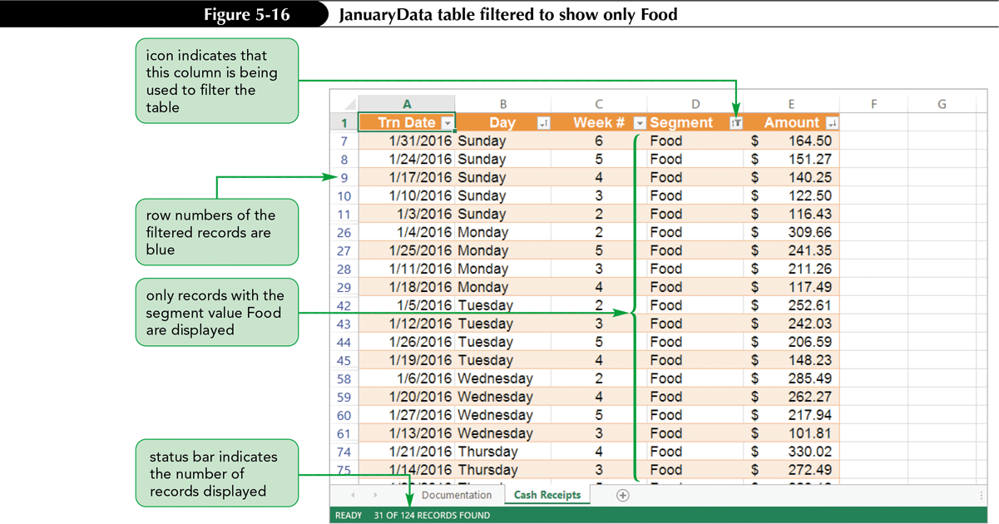 Figure 5-16 JanuaryData table filtered to show only Food
icon indicates that
this column is being
used to filter the
table
row numbers of the
filtered records are
blue
only records with the
segment value Food
are displayed
status bar indicates
the number of
records displayed
A B C D E F G
1 Trn Date Day Week # Segment Amount
7 1/31/2016 Sunday 6 Food $ 164.50
8 1/24/2016 Sunday 5 Food $ 151.27
9 1/17/2016 Sunday 4 Food $ 140.25
10 1/10/2016 Sunday 3 Food $ 122.50
11 1/3/2016 Sunday 2 Food $ 116.43
26 1/4/2016 Monday 2 Food $ 309.66
27 1/25/2016 Monday 5 Food $ 241.35
28 1/11/2016 Monday 3 Food $ 211.26
29 1/18/2016 Monday 4 Food $ 117.49
42 1/5/2016 Tuesday 2 Food $ 252.61
43 1/12/2016 Tuesday 3 Food $ 242.03
44 1/26/2016 Tuesday 5 Food $ 206.59
45 1/19/2016 Tuesday 4 Food $ 148.23
58 1/6/2016 Wednesday 2 Food $ 285.49
59 1/20/2016 Wednesday 4 Food $ 262.27
60 1/27/2016 Wednesday 5 Food $ 217.94
61 1/13/2016 Wednesday 3 Food $ 101.81
74 1/21/2016 Thursday 4 Food $ 330.02
75 1/14/2016 Thursday 3 Food $ 272.49
Documentation Cash Receipts
READY 31 OF 124 RECORDS FOUND